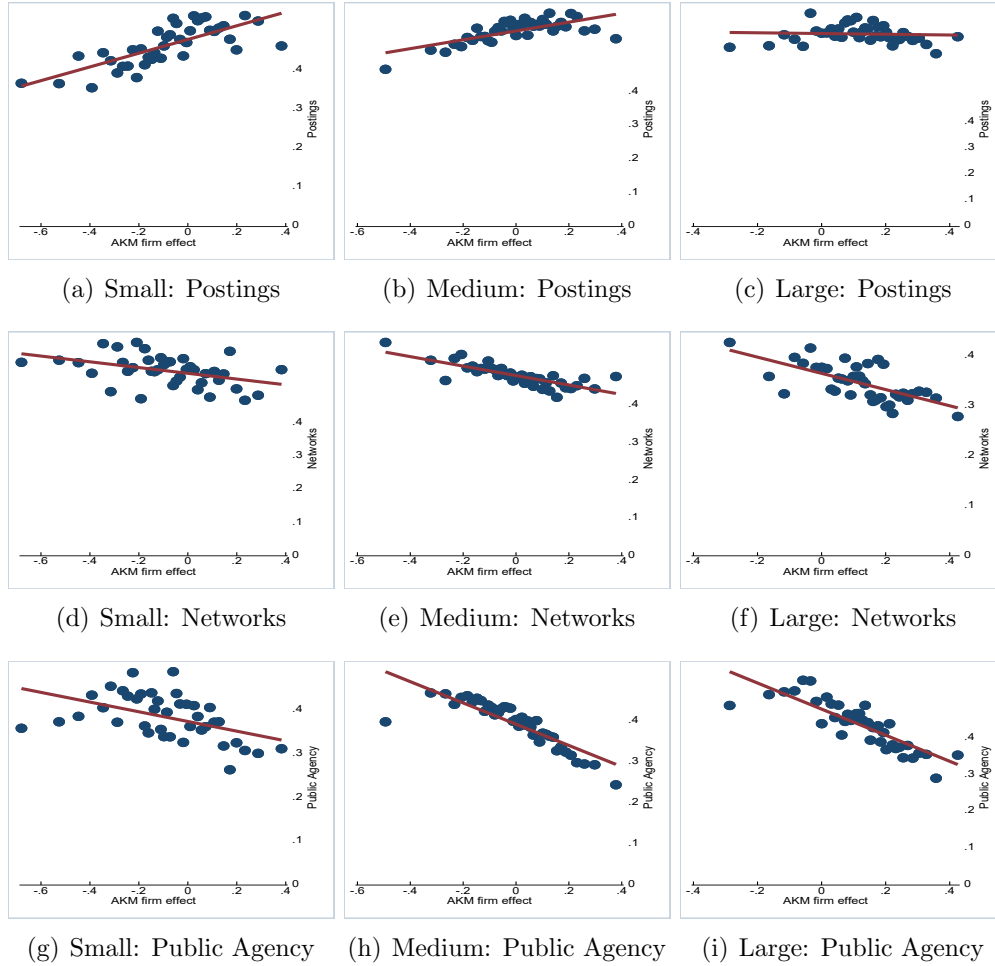 .4
.3
Postings
.2
.1
0
-.6 -.4 -.2 0 .2 .4
AKM firm effect
(a) Small: Postings
.4
.3
Postings
.2
.1
0
-.4 -.2 0 .2 .4
AKM firm effect
(b) Medium: Postings
.4
.3
Postings
.2
.1
0
-.4 -.2 0 .2 .4
AKM firm effect
(c) Large: Postings
.4
.3
Networks
.2
.1
0
-.6 -.4 -.2 0 .2 .4
AKM firm effect
(d) Small: Networks
.4
.3
Networks
.2
.1
0
-.4 -.2 0 .2 .4
AKM firm effect
(e) Medium: Networks
.4
.3
Networks
.2
.1
0
-.4 -.2 0 .2 .4
AKM firm effect
(f) Large: Networks
.4
.3
Public Agency
.2
.1
0
-.6 -.4 -.2 0 .2 .4
AKM firm effect
(g) Small: Public Agency
.4
.3
Public Agency
.2
.1
0
-.4 -.2 0 .2 .4
AKM firm effect
(h) Medium: Public Agency
.4
.3
Public Agency
.2
.1
0
-.4 -.2 0 .2 .4
AKM firm effect
(i) Large: Public Agency